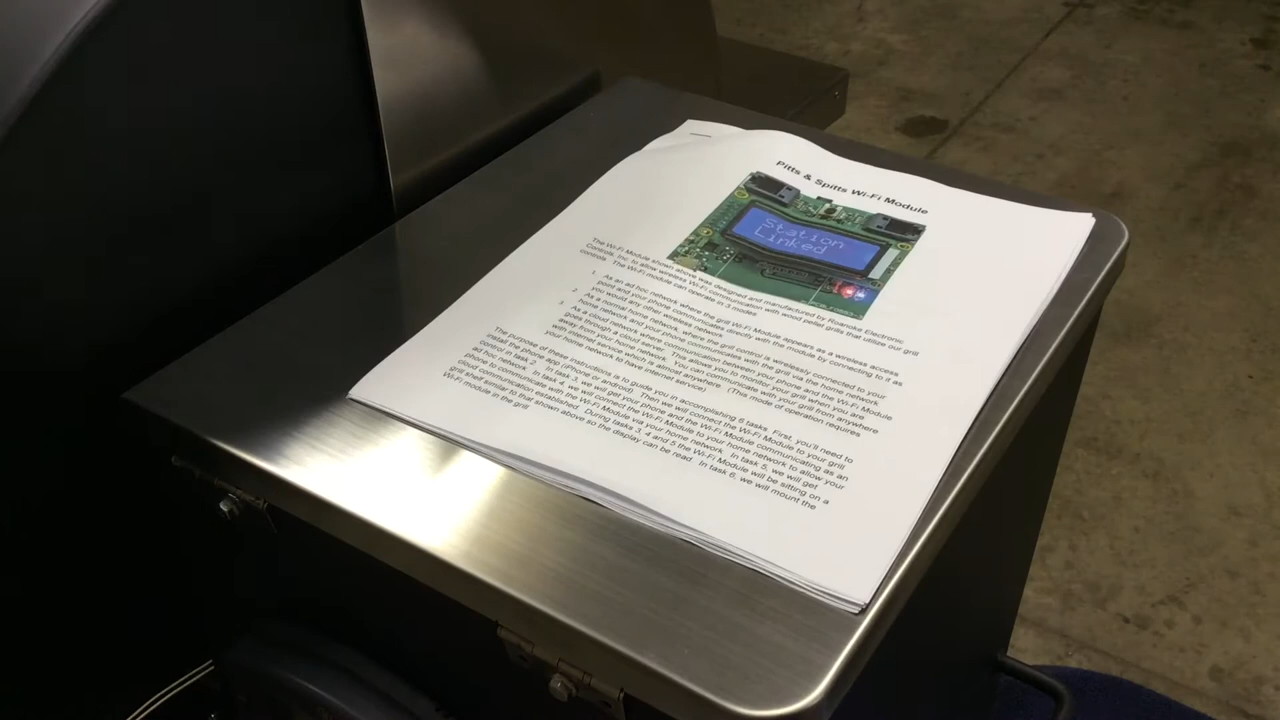 Pitts & Spitts Wi-Fi Module
Station
Linked
The Wi-Fi Module shown above was designed and manufactured by Roanoke Electronic
Controls, Inc. to allow wireless Wi-Fi communication with wood pellet grills that utilize our grill
controls. The Wi-Fi module can operate in 3 modes
1. As an ad hoc network where the grill Wi-Fi Module appears as a wireless access
point and your phone communicates directly with the module by connecting to it as
you would any other wireless network
2. As a normal home network, where the grill control is wirelessly connected to your
home network and your phone communicates with the grill via the home network
3. As a cloud network where communication between your phone and the Wi-Fi Module
goes through a cloud server. This allows you to monitor your grill when you are
away from your home network. You can communicate with your grill from anywhere
with internet service which is almost anywhere. (This mode of operation requires
your home network to have internet service)
The purpose of these instructions is to guide you in accomplishing 6 tasks. First, you'll need to
install the phone app (iPhone or android). Then we will connect the Wi-Fi Module to your grill
control in task 2. In task 3, we will get your phone and the Wi-Fi Module communicating as an
ad hoc network. In task 4, we will connect the Wi-Fi Module to your home network to allow your
phone to communicate with the Wi-Fi Module via your home network. In task 5, we will get
cloud communication established. During tasks 3, 4 and 5 the Wi-Fi Module will be sitting on a
grill shelf similar to that shown above so the display can be read. In task 6, we will mount the
Wi-Fi module in the grill